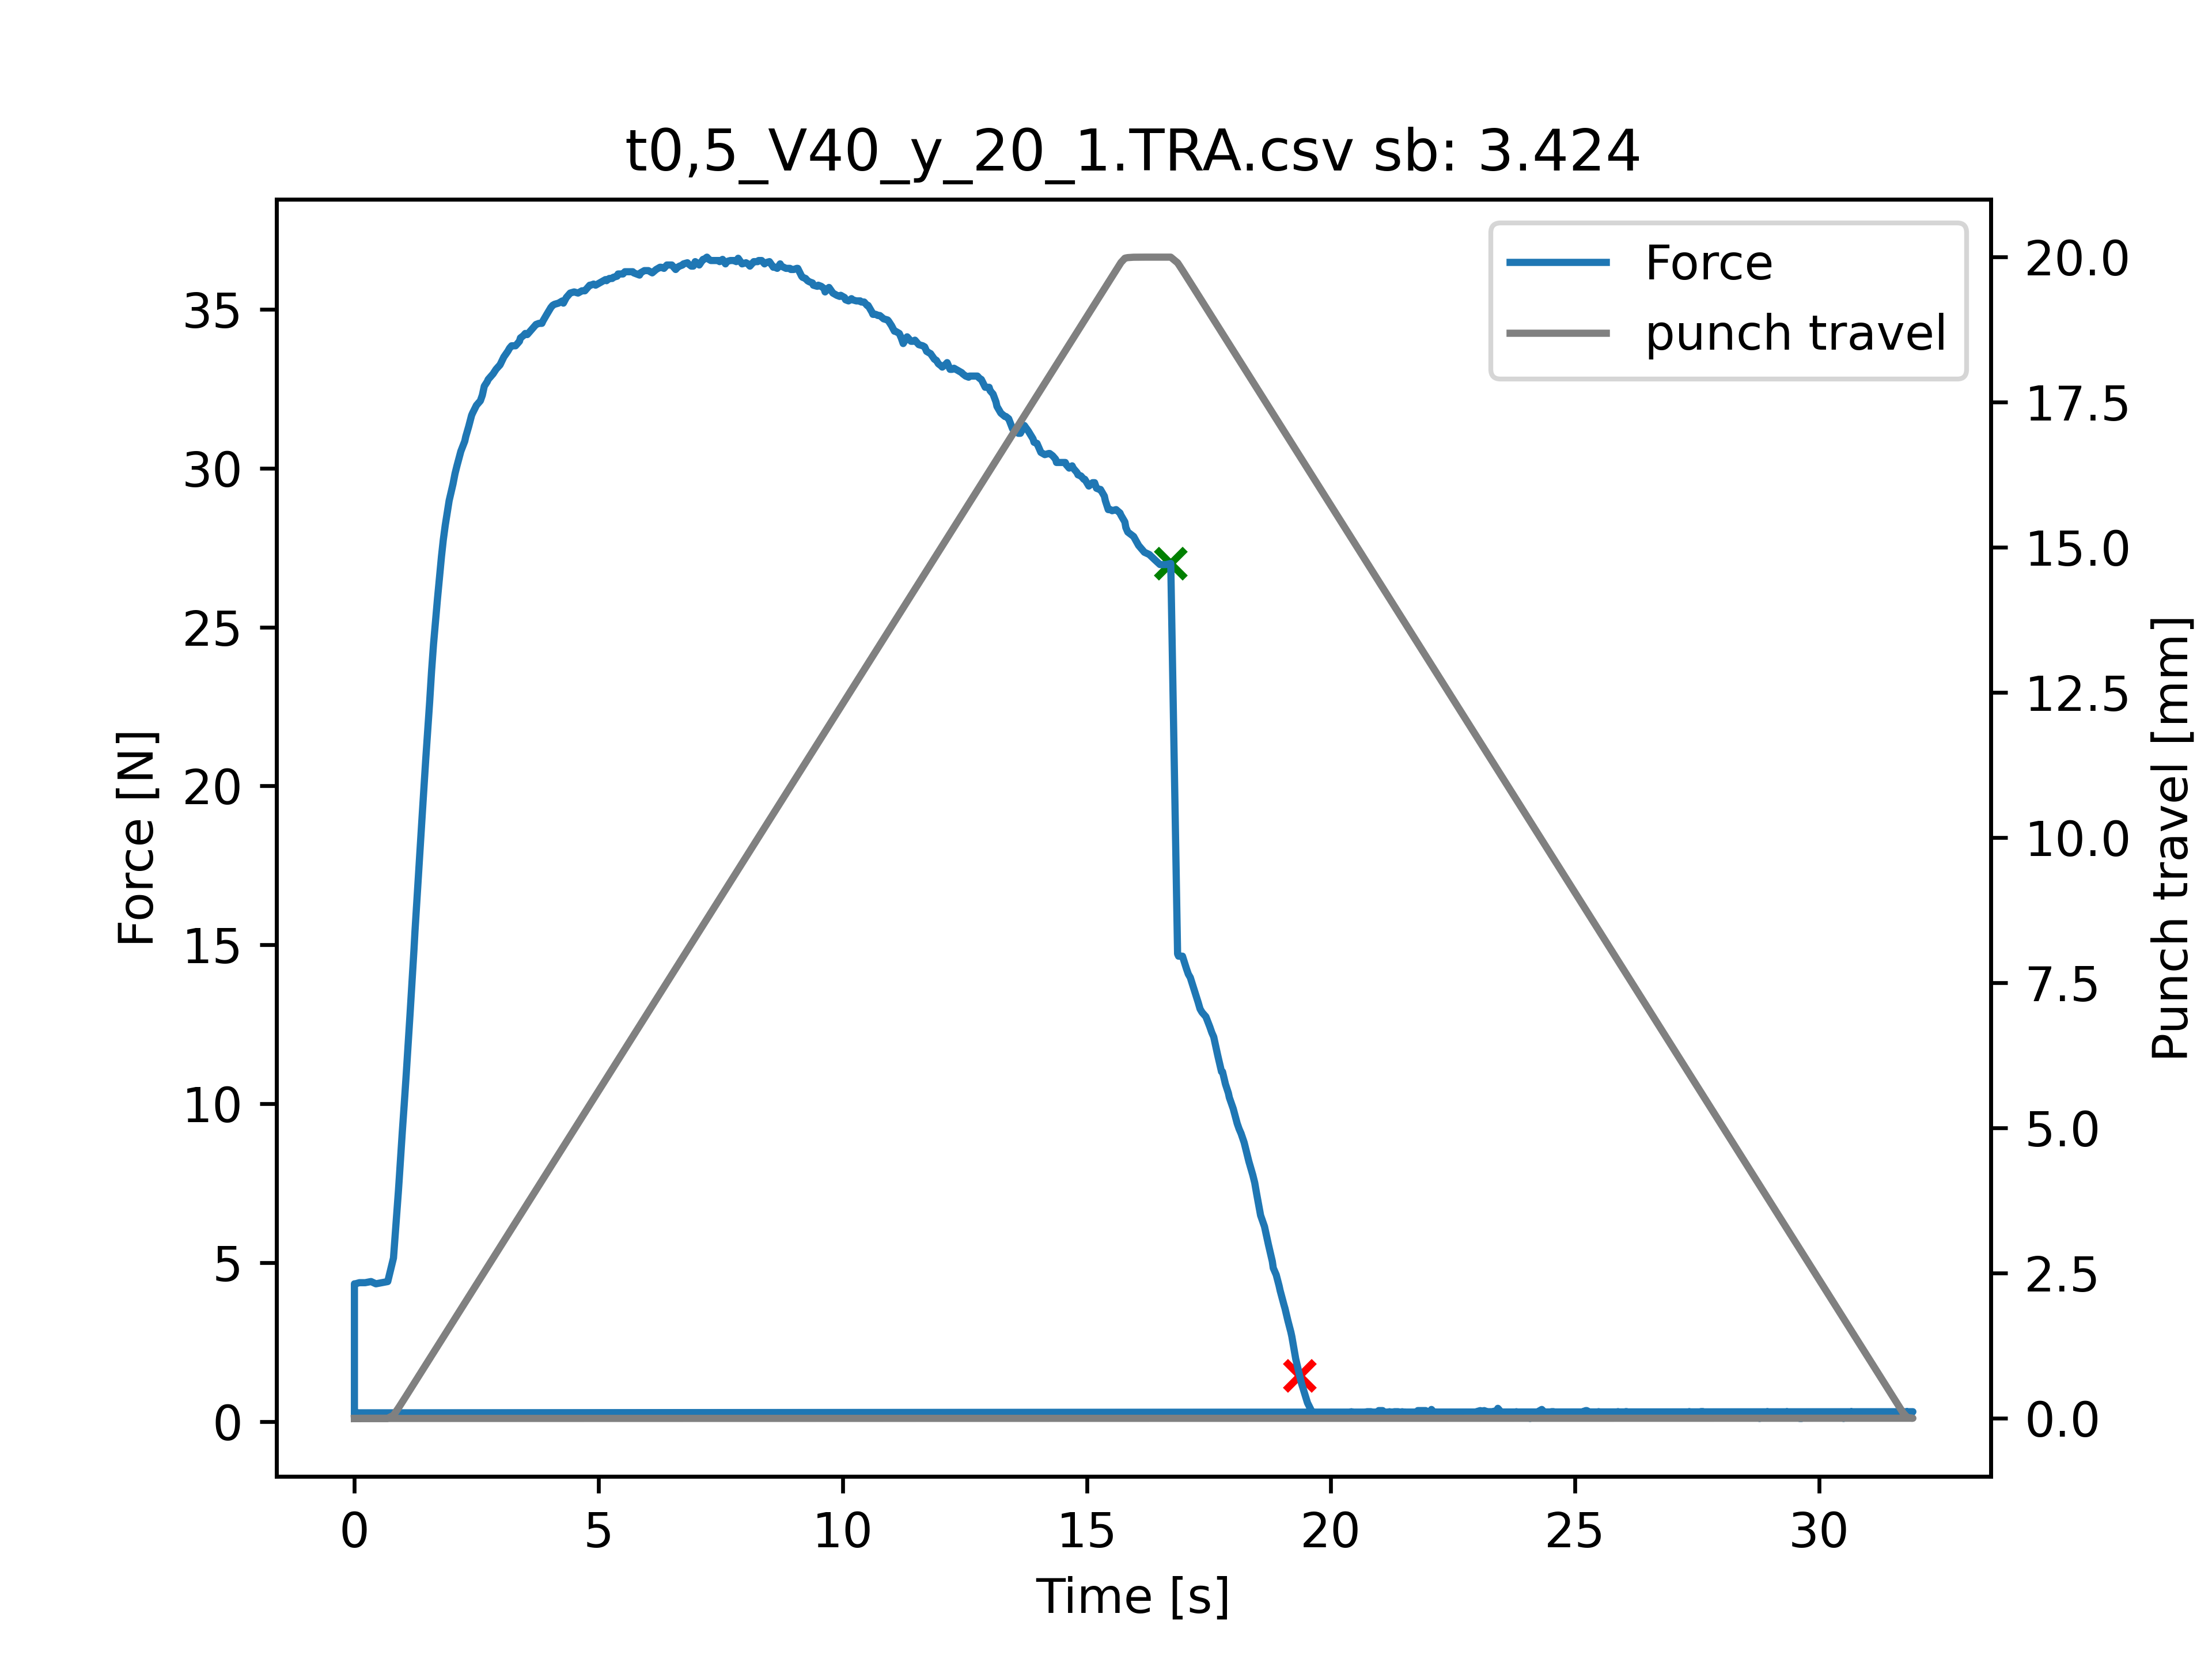 t0,5_V40_y_20_1.TRA.csv sb: 3.424
Force
punch travel
35
30
25
20
15
10
5
0
Force [N]
20.0
17.5
15.0
12.5
10.0
7.5
5.0
2.5
0.0
Punch travel [mm]
0 5 10 15 20 25 30
Time [s]